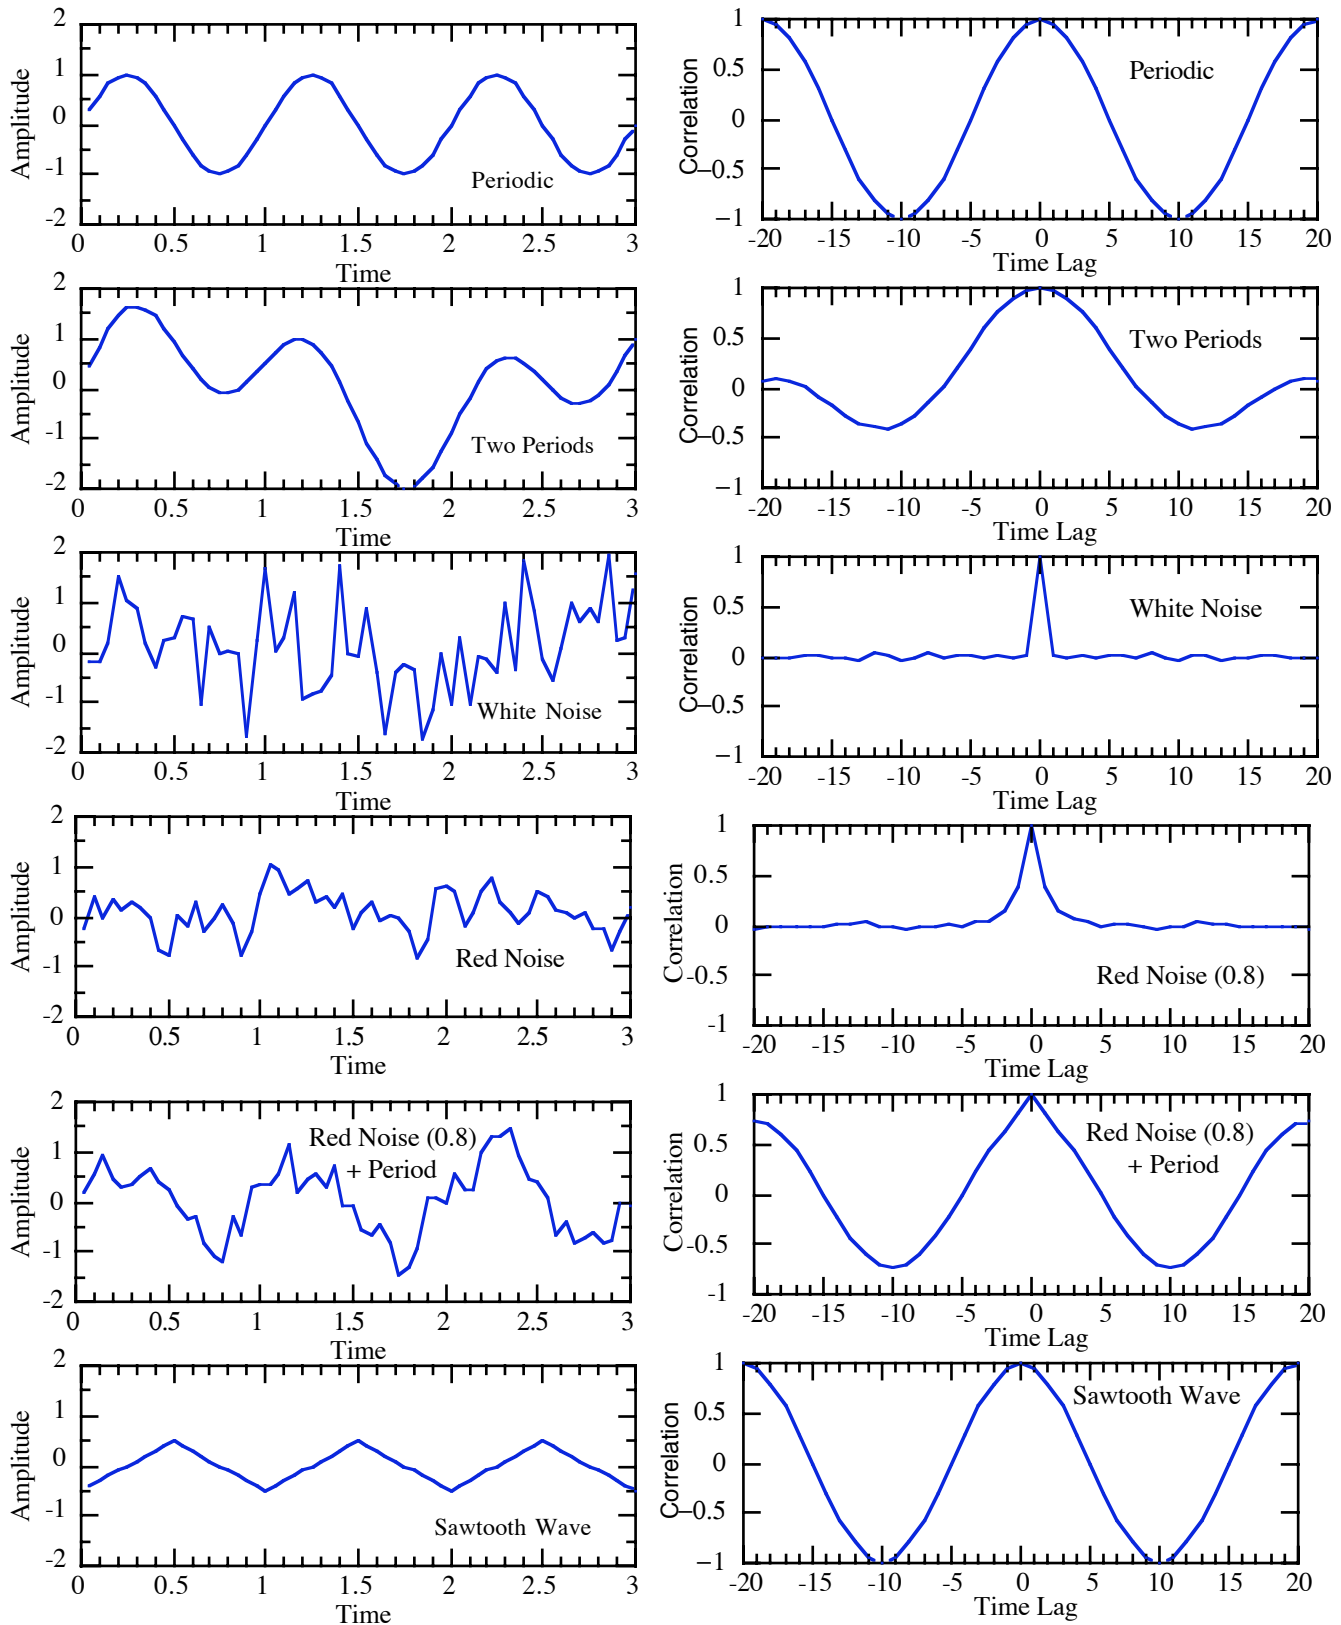 2
1
0
-1
-2
Amplitude
Periodic
0 0.5 1 1.5 2 2.5 3
Time
1
0.5
0
−0.5
−1
Correlation
Periodic
-20 -15 -10 -5 0 5 10 15 20
Time Lag
2
1
0
-1
-2
Amplitude
Two Periods
0 0.5 1 1.5 2 2.5 3
Time
1
0.5
0
−0.5
−1
Correlation
Two Periods
-20 -15 -10 -5 0 5 10 15 20
Time Lag
2
1
0
-1
-2
Amplitude
White Noise
0 0.5 1 1.5 2 2.5 3
Time
1
0.5
0
−0.5
−1
Correlation
White Noise
-20 -15 -10 -5 0 5 10 15 20
Time Lag
2
1
0
-1
-2
Amplitude
Red Noise
0 0.5 1 1.5 2 2.5 3
Time
1
0.5
0
-0.5
-1
Correlation
Red Noise (0.8)
-20 -15 -10 -5 0 5 10 15 20
Time Lag
2
1
0
-1
-2
Amplitude
Red Noise (0.8)
+ Period
0 0.5 1 1.5 2 2.5 3
Time
1
0.5
0
-0.5
-1
Correlation
Red Noise (0.8)
+ Period
-20 -15 -10 -5 0 5 10 15 20
Time Lag
2
1
0
-1
-2
Amplitude
Sawtooth Wave
0 0.5 1 1.5 2 2.5 3
Time
1
0.5
0
−0.5
−1
Correlation
Sawtooth Wave
-20 -15 -10 -5 0 5 10 15 20
Time Lag